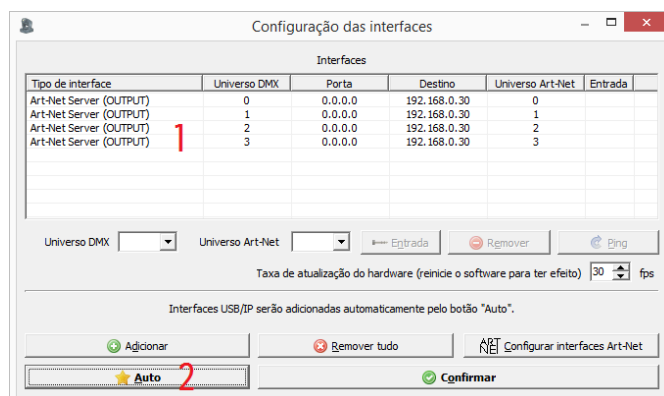 Configuração das interfaces
Interfaces
Tipo de interface Universo DMX Porta Destino Universo Art-Net Entrada
Art-Net Server (OUTPUT) 0 0.0.0.0 192.168.0.30 0
Art-Net Server (OUTPUT) 1 0.0.0.0 192.168.0.30 1
Art-Net Server (OUTPUT) 2 0.0.0.0 192.168.0.30 2
Art-Net Server (OUTPUT) 3 0.0.0.0 192.168.0.30 3
1
Universo DMX Universo Art-Net Entrada Remover Ping
Taxa de atualização do hardware (reinicie o software para ter efeito) 30 fps
Interfaces USB/IP serão adicionadas automaticamente pelo botão "Auto".
Adicionar Remover tudo ART NET Configurar interfaces Art-Net
Auto 2 Confirmar